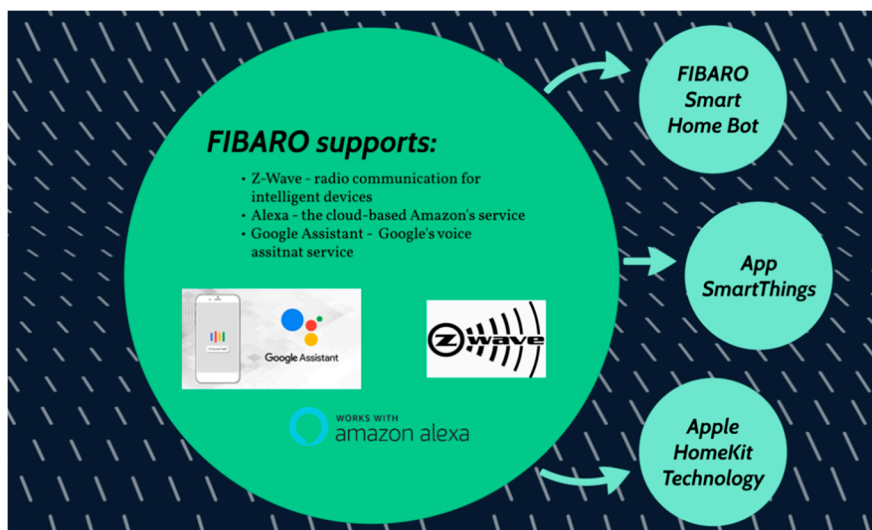 FIBARO supports:
• Z-Wave - radio communication for
intelligent devices
• Alexa - the cloud-based Amazon's service
• Google Assistant - Google's voice
assitnat service
Google Assistant
Z wave
WORKS WITH
amazon alexa
FIBARO
Smart
Home Bot
App
SmartThings
Apple
HomeKit
Technology